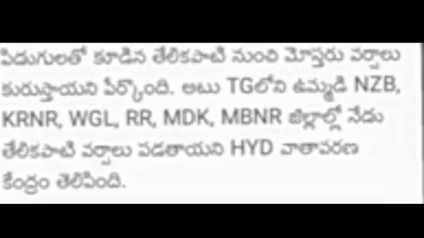 పిడుగులతో కూడిన తేలికపాటి నుంచి మోస్తరు వర్షాలు
కురుస్తాయని పేర్కొంది. అటు TGలోని ఉమ్మడి NZB,
KRNR, WGL, RR, MDK, MBNR జిల్లాల్లో నేడు
తేలికపాటి వర్షాలు పడతాయని HYD వాతావరణ
కేంద్రం తెలిపింది.